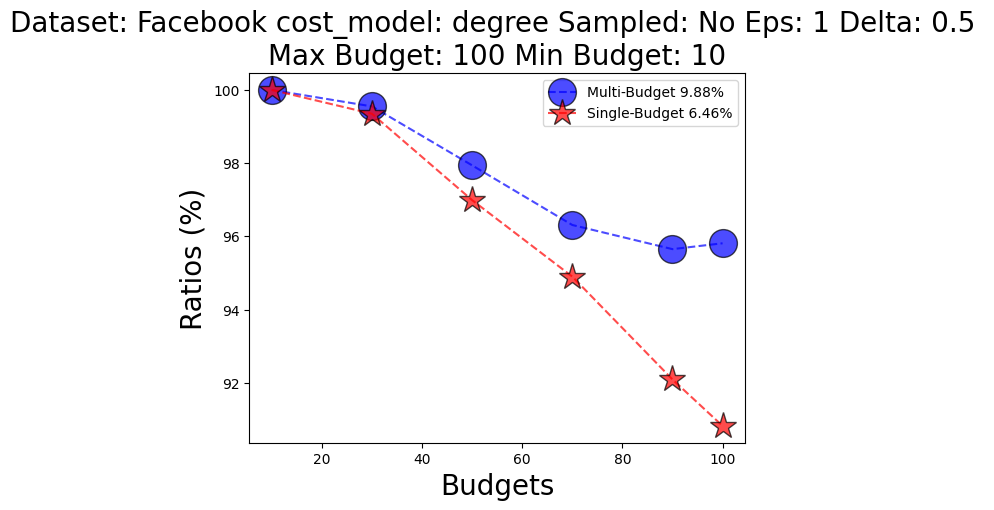 Dataset: Facebook cost_model: degree Sampled: No Eps: 1 Delta: 0.5
Max Budget: 100 Min Budget: 10
Multi-Budget 9.88%
Single-Budget 6.46%
Ratios (%)
100
98
96
94
92
20 40 60 80 100
Budgets